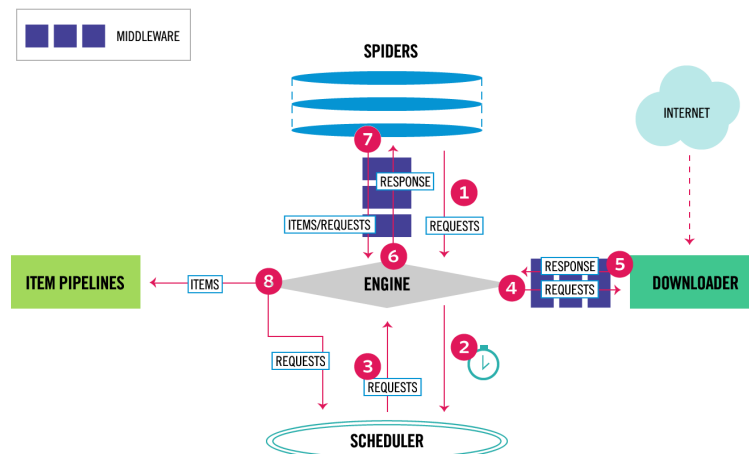 MIDDLEWARE
SPIDERS
INTERNET
7
RESPONSE
1
ITEMS/REQUESTS
REQUESTS
6
RESPONSE
5
ITEM PIPELINES
ITEMS
8
ENGINE
4
REQUESTS
DOWNLOADER
2
REQUESTS
3
REQUESTS
SCHEDULER